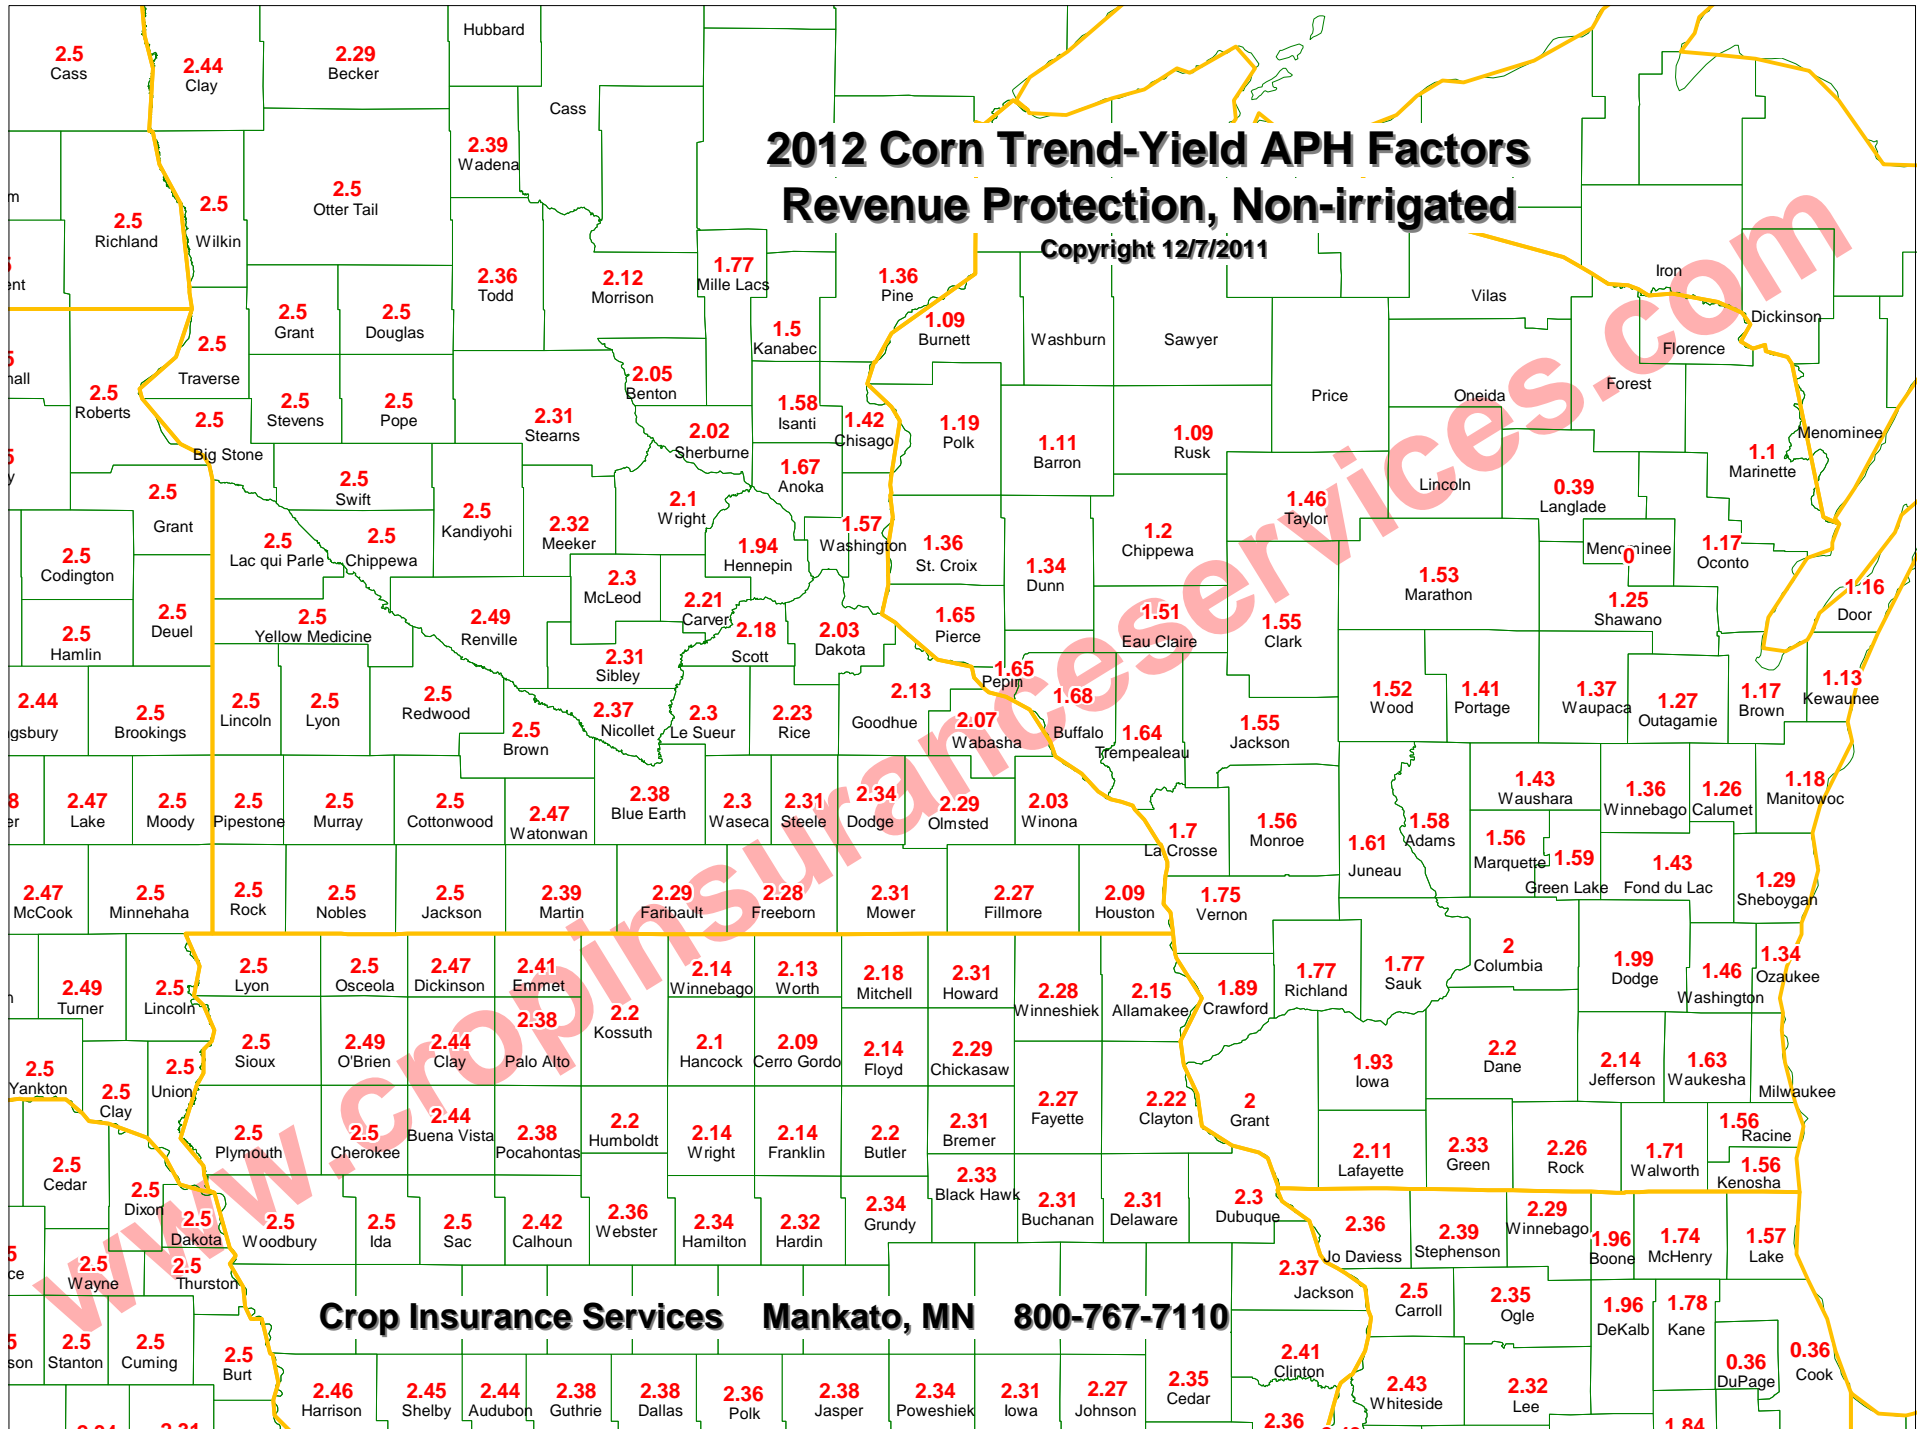 Hubbard
2.5
Cass
2.44
Clay
2.29
Becker
Cass
2.39
Wadena
2012 Corn Trend-Yield APH Factors
Revenue Protection, Non-irrigated
Copyright 12/7/2011
2.5
Otter Tail
2.5
Wilkin
2.5
Richland
2.36
Todd
2.12
Morrison
1.77
Mille Lacs
1.36
Pine
Iron
Vilas
2.5
Grant
2.5
Douglas
1.5
Kanabec
1.09
Burnett
Washburn
Sawyer
Dickinson
Florence
2.5
Traverse
2.05
Benton
Forest
2.5
Roberts
2.5
Stevens
2.5
Pope
2.31
Stearns
1.58
Isanti
1.42
Chisago
Price
Oneida
2.5
Big Stone
2.02
Sherburne
1.19
Polk
1.11
Barron
1.09
Rusk
Menominee
1.1
Marinette
2.5
Swift
1.67
Anoka
Lincoln
0.39
Langlade
2.5
Grant
2.5
Kandiyohi
2.32
Meeker
2.1
Wright
1.57
Washington
1.46
Taylor
2.5
Codington
2.5
Lac qui Parle
2.5
Chippewa
1.94
Hennepin
1.36
St. Croix
1.34
Dunn
1.2
Chippewa
1.53
Marathon
Menominee
0
1.17
Oconto
1.16
Door
2.3
McLeod
2.21
Carver
2.5
Hamlin
2.5
Deuel
2.5
Yellow Medicine
2.49
Renville
2.18
Scott
2.03
Dakota
1.65
Pierce
1.51
Eau Claire
1.55
Clark
1.25
Shawano
2.31
Sibley
1.65
Pepin
2.44
gsbury
2.5
Brookings
2.5
Lincoln
2.5
Lyon
2.5
Redwood
2.5
Brown
2.37
Nicollet
2.3
Le Sueur
2.23
Rice
2.13
Goodhue
2.07
Wabasha
1.68
Buffalo
1.64
Trempealeau
1.55
Jackson
1.52
Wood
1.41
Portage
1.37
Waupaca
1.27
Outagamie
1.17
Brown
1.13
Kewaunee
2.47
Lake
2.5
Moody
2.5
Pipestone
2.5
Murray
2.5
Cottonwood
2.47
Watonwan
2.38
Blue Earth
2.3
Waseca
2.31
Steele
2.34
Dodge
2.29
Olmsted
2.03
Winona
1.7
La Crosse
1.56
Monroe
1.61
Juneau
1.58
Adams
1.43
Waushara
1.36
Winnebago
1.26
Calumet
1.18
Manitowoc
1.56
Marquette
1.59
Green Lake
1.43
Fond du Lac
1.29
Sheboygan
2.47
McCook
2.5
Minnehaha
2.5
Rock
2.5
Nobles
2.5
Jackson
2.39
Martin
2.29
Faribault
2.28
Freeborn
2.31
Mower
2.27
Fillmore
2.09
Houston
1.75
Vernon
2.49
Turner
2.5
Lincoln
2.5
Lyon
2.5
Osceola
2.47
Dickinson
2.41
Emmet
2.2
Kossuth
2.14
Winnebago
2.13
Worth
2.18
Mitchell
2.31
Howard
2.28
Winneshiek
2.15
Allamakee
1.89
Crawford
1.77
Richland
1.77
Sauk
2
Columbia
1.99
Dodge
1.46
Washington
1.34
Ozaukee
2.5
Yankton
2.5
Clay
2.5
Union
2.5
Sioux
2.49
O'Brien
2.44
Clay
2.38
Palo Alto
2.1
Hancock
2.09
Cerro Gordo
2.14
Floyd
2.29
Chickasaw
2.27
Fayette
2.22
Clayton
2
Grant
1.93
Iowa
2.2
Dane
2.14
Jefferson
1.63
Waukesha
Milwaukee
2.5
Cedar
2.5
Plymouth
2.5
Cherokee
2.44
Buena Vista
2.38
Pocahontas
2.2
Humboldt
2.14
Wright
2.14
Franklin
2.2
Butler
2.31
Bremer
2.11
Lafayette
2.33
Green
2.26
Rock
1.71
Walworth
1.56
Racine
1.56
Kenosha
2.5
Dixon
2.5
Dakota
2.5
Woodbury
2.5
Ida
2.5
Sac
2.42
Calhoun
2.36
Webster
2.34
Hamilton
2.32
Hardin
2.34
Grundy
2.33
Black Hawk
2.31
Buchanan
2.31
Delaware
2.3
Dubuque
2.36
Jo Daviess
2.39
Stephenson
2.29
Winnebago
1.96
Boone
1.74
McHenry
1.57
Lake
2.5
Wayne
2.5
Thurston
2.37
Jackson
2.5
Carroll
2.35
Ogle
1.96
DeKalb
1.78
Kane
Crop Insurance Services Mankato, MN 800-767-7110
2.5
Stanton
2.5
Cuming
2.5
Burt
2.41
Clinton
0.36
DuPage
0.36
Cook
2.46
Harrison
2.45
Shelby
2.44
Audubon
2.38
Guthrie
2.38
Dallas
2.36
Polk
2.38
Jasper
2.34
Poweshiek
2.31
Iowa
2.27
Johnson
2.35
Cedar
2.43
Whiteside
2.32
Lee
2.36
1.84
www.cropinsuranceservices.com